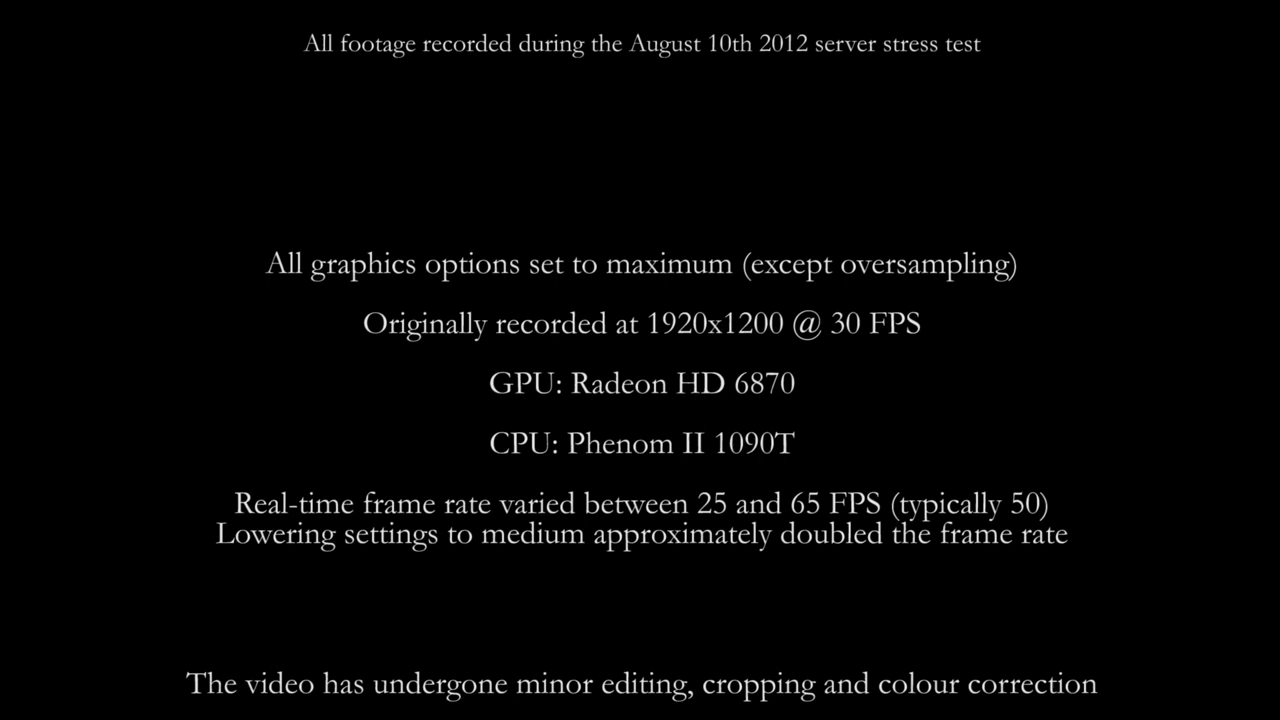 All footage recorded during the August 10th 2012 server stress test
All graphics options set to maximum (except oversampling)
Originally recorded at 1920x1200 @ 30 FPS
GPU: Radeon HD 6870
CPU: Phenom II 1090T
Real-time frame rate varied between 25 and 65 FPS (typically 50)
Lowering settings to medium approximately doubled the frame rate
The video has undergone minor editing, cropping and colour correction